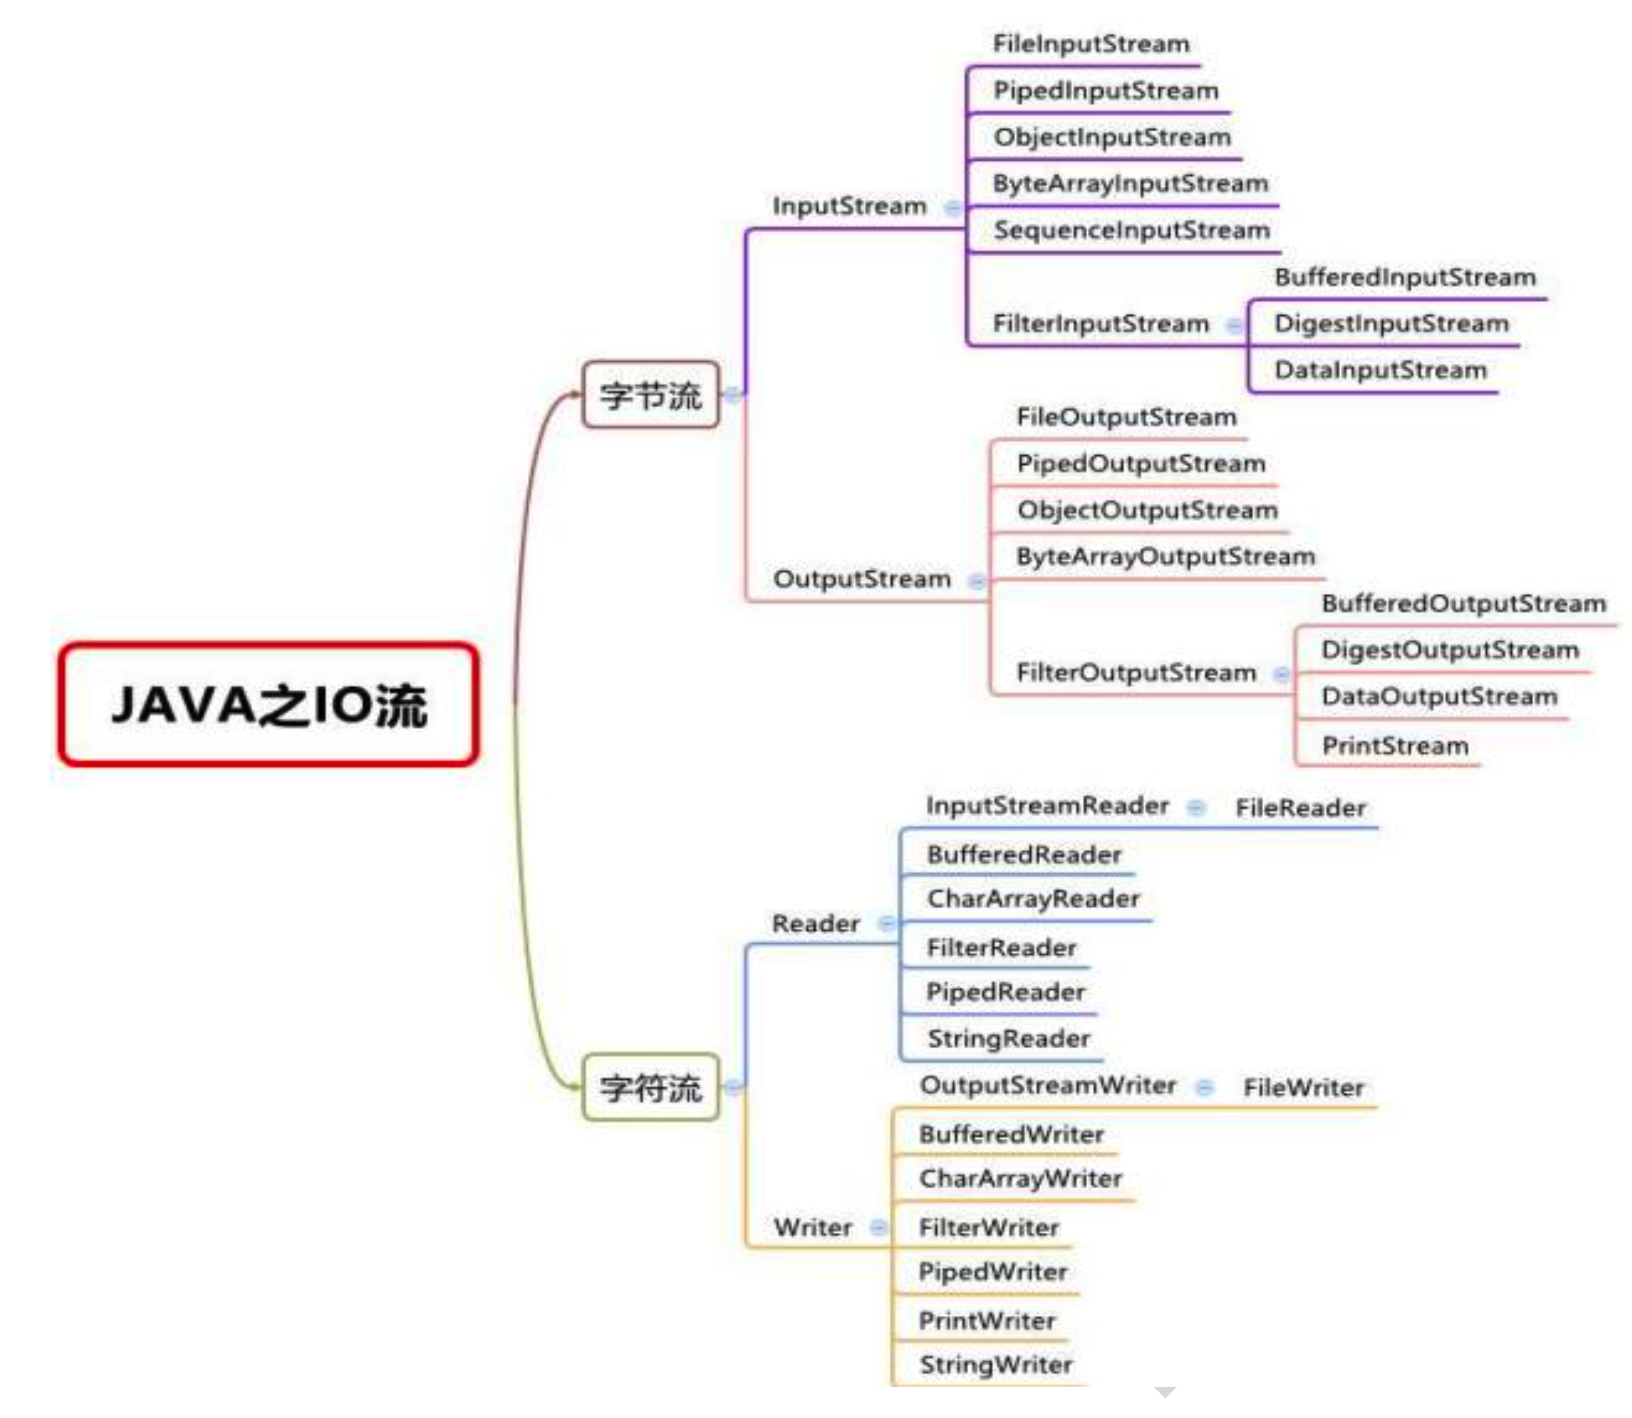 JAVA之IO流
字节流
InputStream
FileInputStream
PipedInputStream
ObjectInputStream
ByteArrayInputStream
SequenceInputStream
FilterInputStream
BufferedInputStream
DigestInputStream
DataInputStream
OutputStream
FileOutputStream
PipedOutputStream
ObjectOutputStream
ByteArrayOutputStream
FilterOutputStream
BufferedOutputStream
DigestOutputStream
DataOutputStream
PrintStream
字符流
Reader
InputStreamReader
FileReader
BufferedReader
CharArrayReader
FilterReader
PipedReader
StringReader
Writer
OutputStreamWriter
FileWriter
BufferedWriter
CharArrayWriter
FilterWriter
PipedWriter
PrintWriter
StringWriter